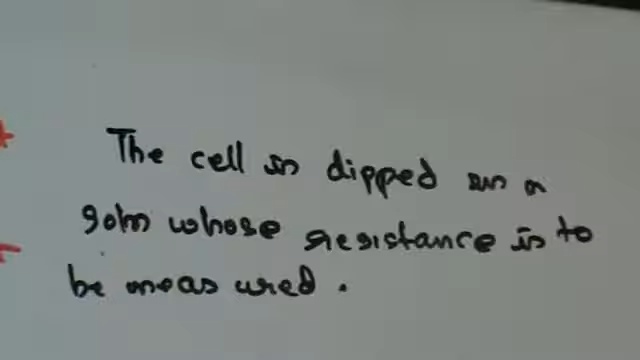 The cell is dipped in a
soln whose resistance is to
be measured.